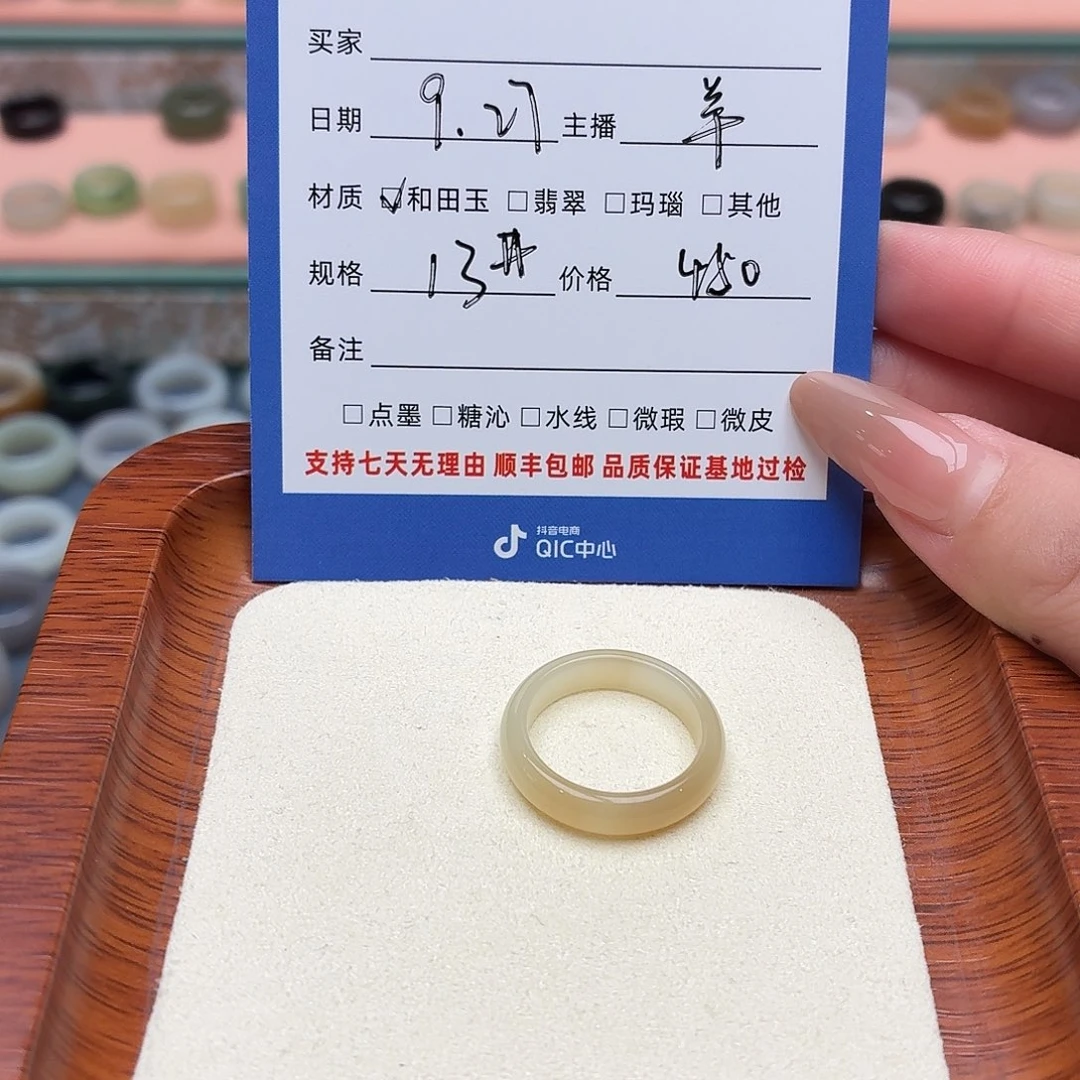 买家
日期 9.27 主播 羊
材质 ☑和田玉 □翡翠 □玛瑙 □其他
规格 13# 价格 450
备注
□点墨 □糖沁 □水线 □微瑕 □微皮
支持七天无理由 顺丰包邮 品质保证基地过检
抖音电商
QIC中心